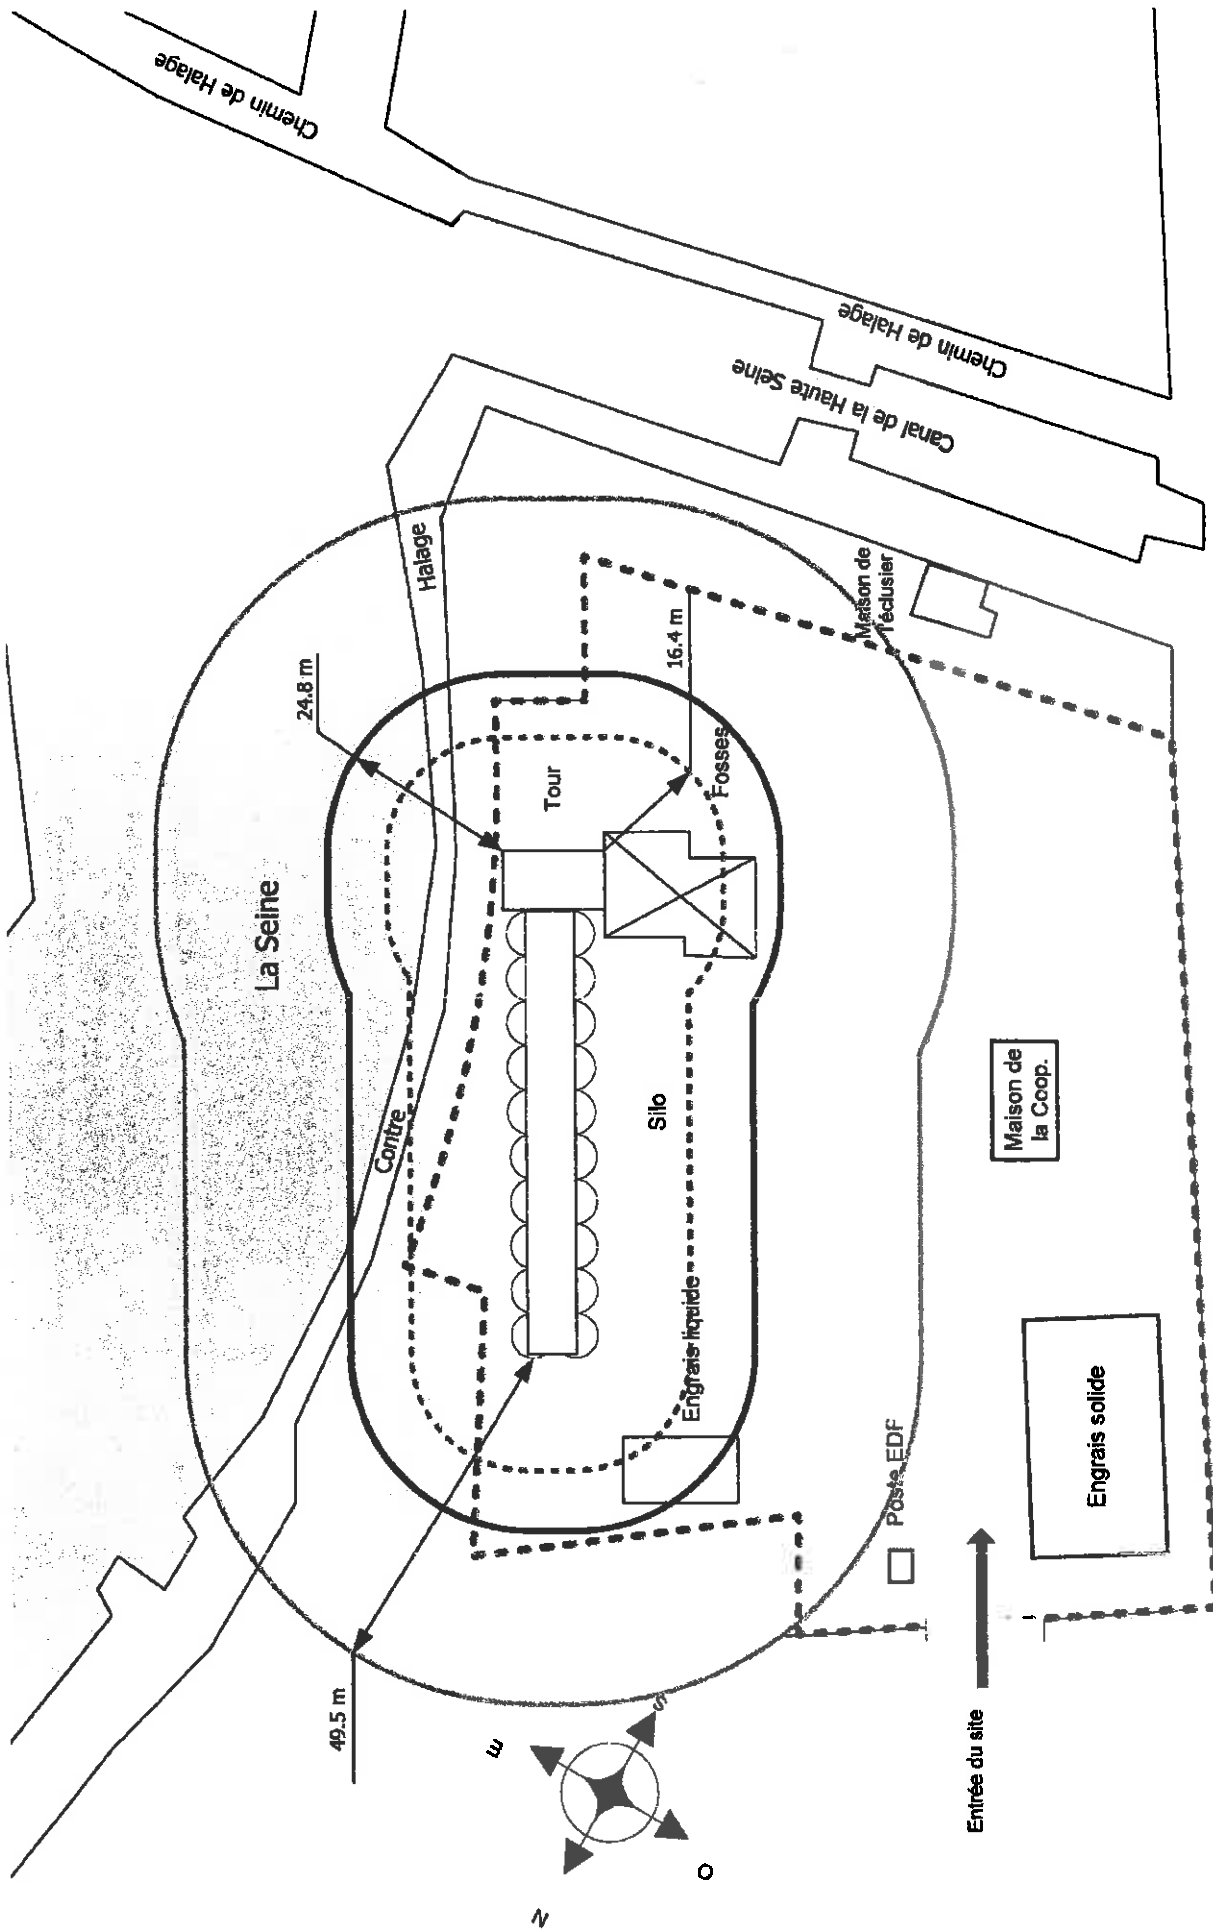 Chemin de Halage
Chemin de Halage
Canal de la Haute Seine
Halage
Maison de
l'éclusier
24.8 m
16.4 m
Tour
Fosses
La Seine
Contre
Silo
Maison de
la Coop.
Engrais liquide
Engrais solide
Poste EDF
49.5 m
Entrée du site
N
E
S
O